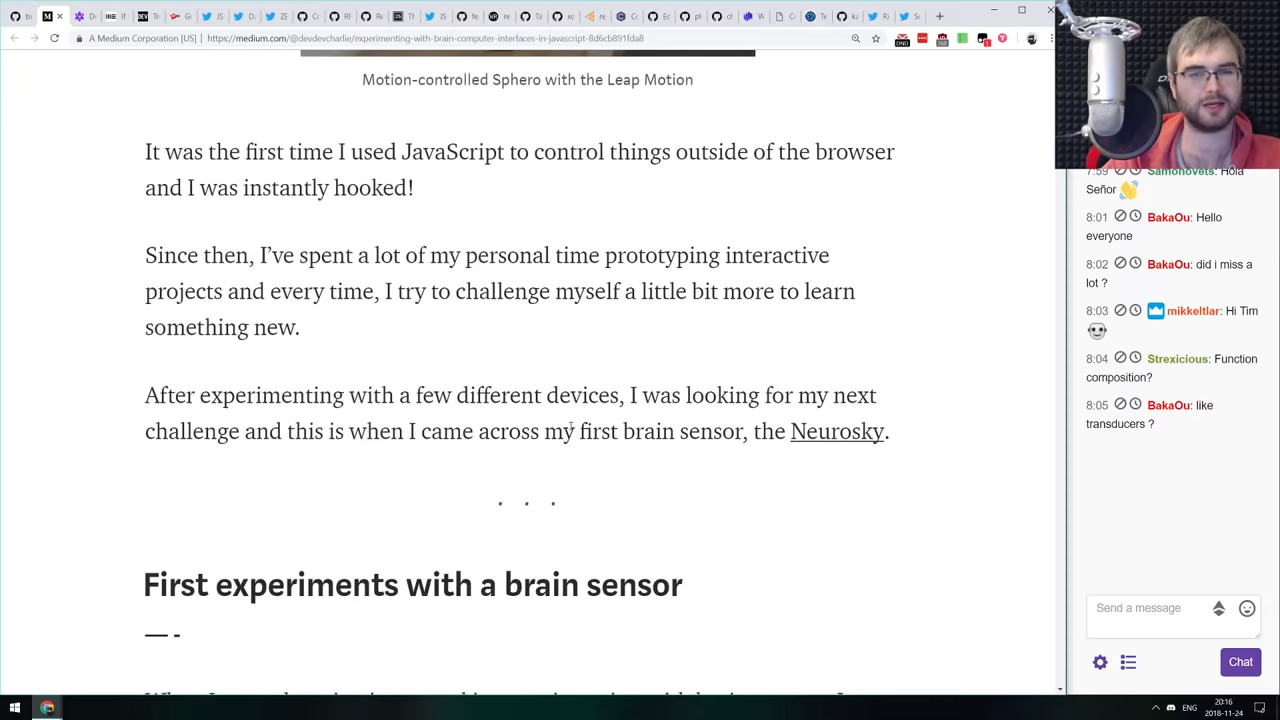 A Medium Corporation [US] | https://medium.com/@devdevcharlie/experimenting-with-brain-computer-interfaces-in-javascript-8d6cb891fda8
Motion-controlled Sphero with the Leap Motion
It was the first time I used JavaScript to control things outside of the browser
and I was instantly hooked!
Since then, I’ve spent a lot of my personal time prototyping interactive
projects and every time, I try to challenge myself a little bit more to learn
something new.
After experimenting with a few different devices, I was looking for my next
challenge and this is when I came across my first brain sensor, the Neurosky.
. . .
First experiments with a brain sensor
— -
7:59 Samohovets: Hola
Señor
8:01 BakaOu: Hello
everyone
8:02 BakaOu: did i miss a
lot ?
8:03 mikkeltlar: Hi Tim
8:04 Strexicious: Function
composition?
8:05 BakaOu: like
transducers ?
Send a message
Chat
ENG
20:16
2018-11-24